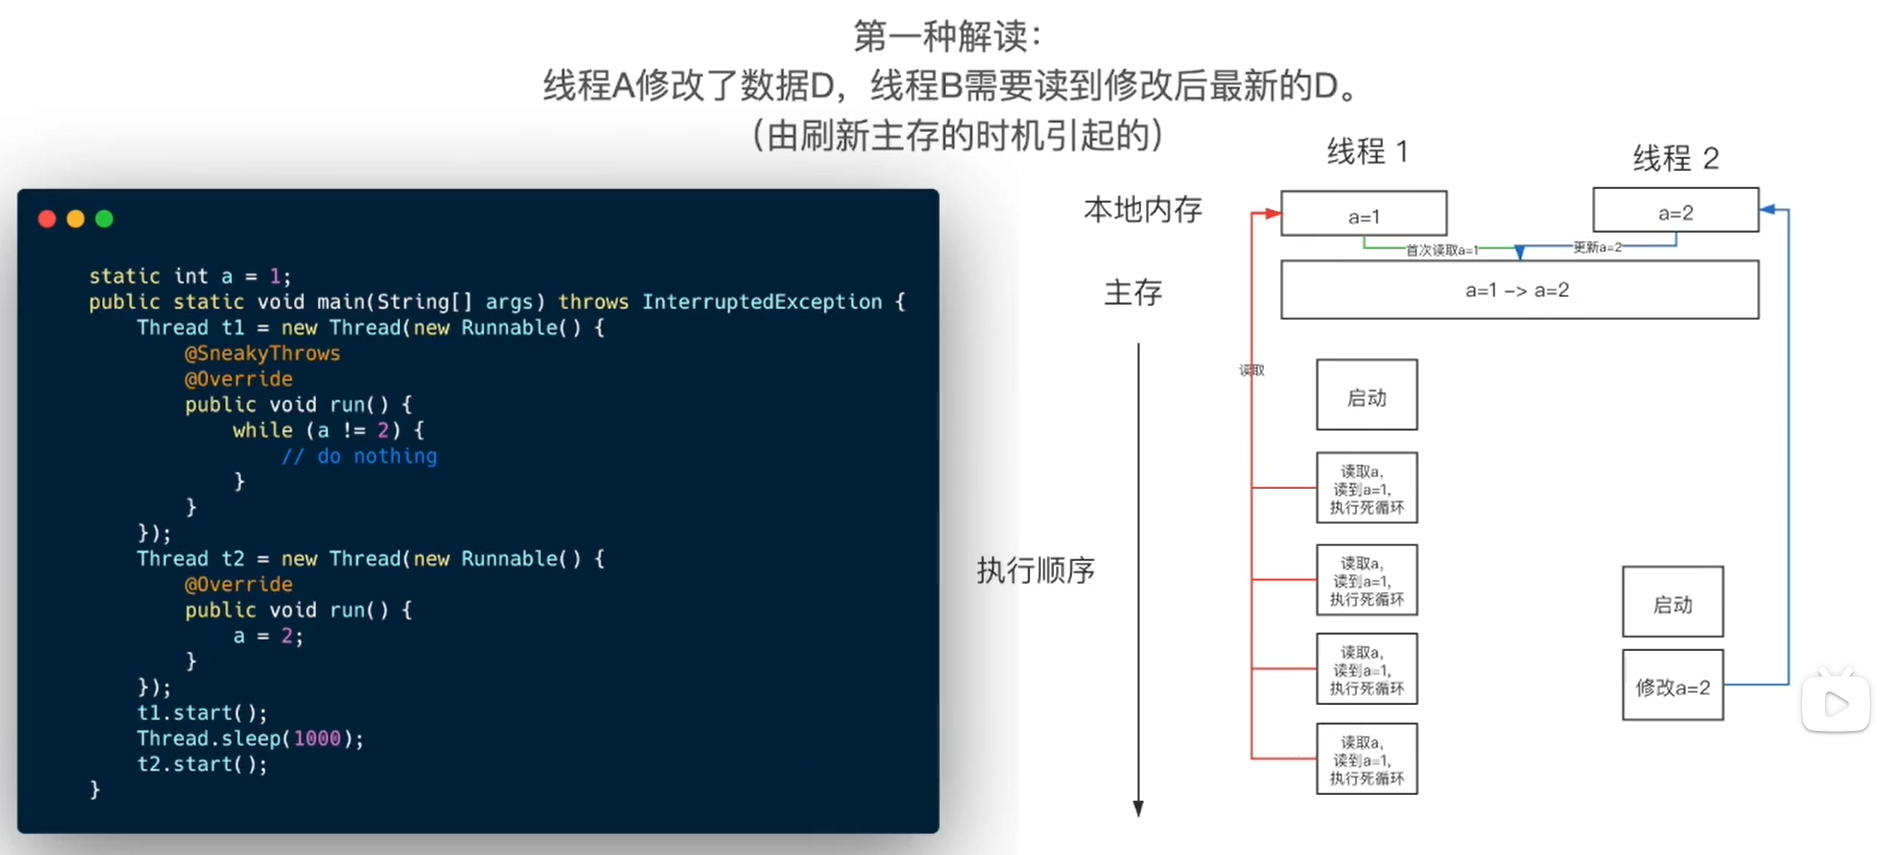 第一种解读：
线程A修改了数据D，线程B需要读到修改后最新的D。
（由刷新主存的时机引起的）
static int a = 1;
public static void main(String[] args) throws InterruptedException {
Thread t1 = new Thread(new Runnable() {
@SneakyThrows
@Override
public void run() {
while (a != 2) {
// do nothing
}
}
});
Thread t2 = new Thread(new Runnable() {
@Override
public void run() {
a = 2;
}
});
t1.start();
Thread.sleep(1000);
t2.start();
}
线程 1
线程 2
本地内存
a=1
a=2
首次读取a=1
更新a=2
主存
a=1 –> a=2
读取
执行顺序
启动
读取a，
读到a=1，
执行死循环
读取a，
读到a=1，
执行死循环
读取a，
读到a=1，
执行死循环
读取a，
读到a=1，
执行死循环
启动
修改a=2